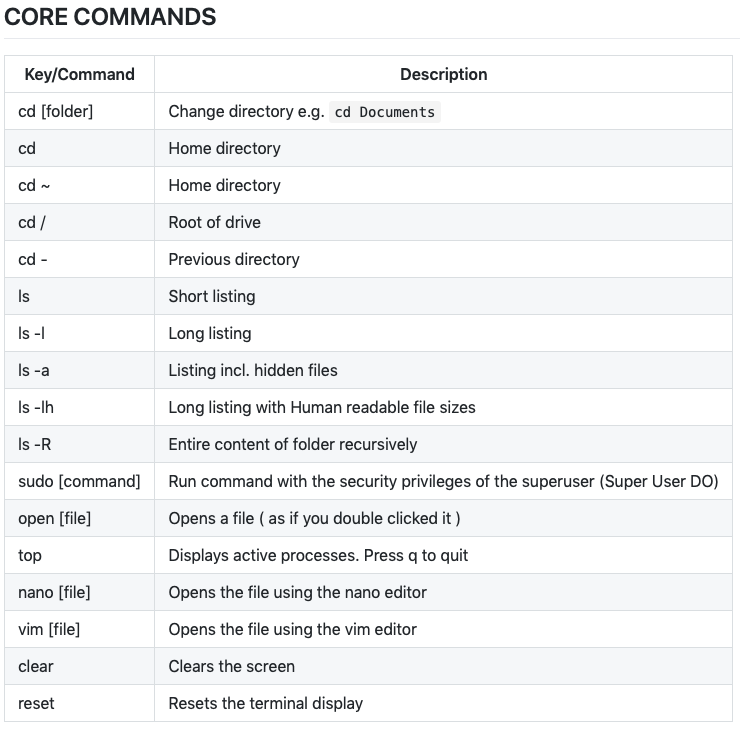 CORE COMMANDS
Key/Command Description
cd [folder] Change directory e.g. cd Documents
cd Home directory
cd ~ Home directory
cd / Root of drive
cd - Previous directory
ls Short listing
ls -l Long listing
ls -a Listing incl. hidden files
ls -lh Long listing with Human readable file sizes
ls -R Entire content of folder recursively
sudo [command] Run command with the security privileges of the superuser (Super User DO)
open [file] Opens a file ( as if you double clicked it )
top Displays active processes. Press q to quit
nano [file] Opens the file using the nano editor
vim [file] Opens the file using the vim editor
clear Clears the screen
reset Resets the terminal display